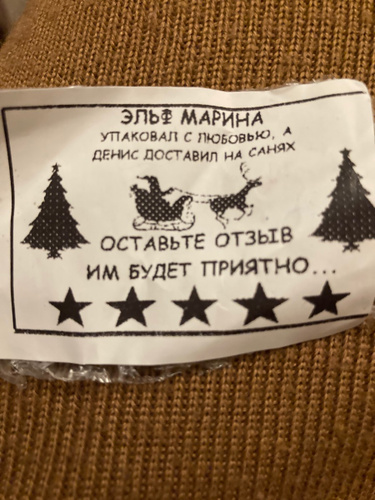 ЭЛЬФ МАРИНА
УПАКОВАЛ С ЛЮБОВЬЮ, А
ДЕНИС ДОСТАВИЛ НА САНЯХ
ОСТАВЬТЕ ОТЗЫВ
ИМ БУДЕТ ПРИЯТНО...